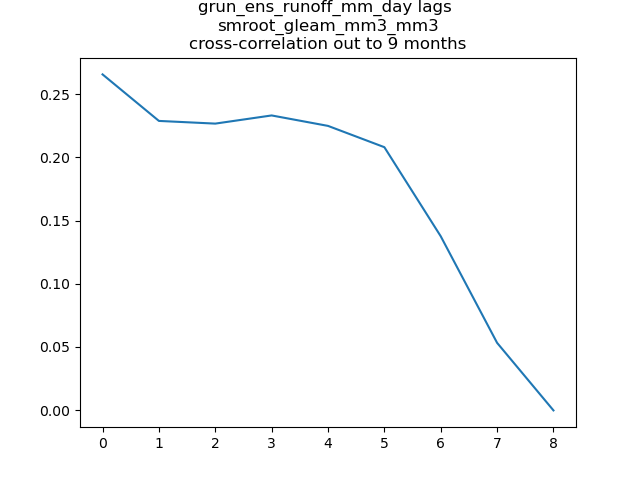 grun_ens_runoff_mm_day lags
smroot_gleam_mm3_mm3
cross-correlation out to 9 months
0.25
0.20
0.15
0.10
0.05
0.00
0 1 2 3 4 5 6 7 8